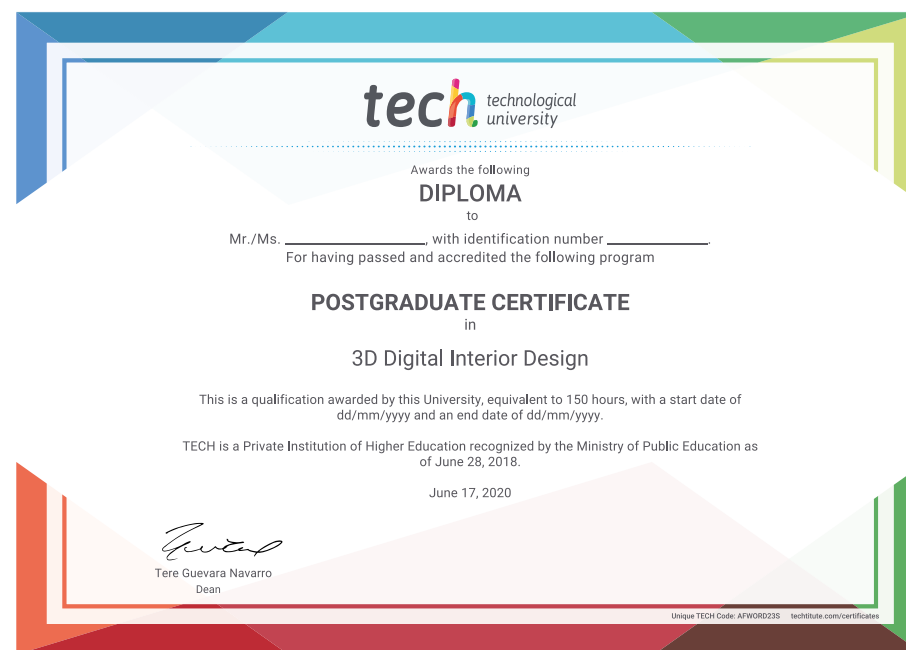 tech technological
university
Awards the following
DIPLOMA
to
Mr./Ms. ____________________, with identification number ______________.
For having passed and accredited the following program
POSTGRADUATE CERTIFICATE
in
3D Digital Interior Design
This is a qualification awarded by this University, equivalent to 150 hours, with a start date of
dd/mm/yyyy and an end date of dd/mm/yyyy.
TECH is a Private Institution of Higher Education recognized by the Ministry of Public Education as
of June 28, 2018.
June 17, 2020
Tere Guevara Navarro
Dean
Unique TECH Code: AFWORD23S techtitute.com/certificates